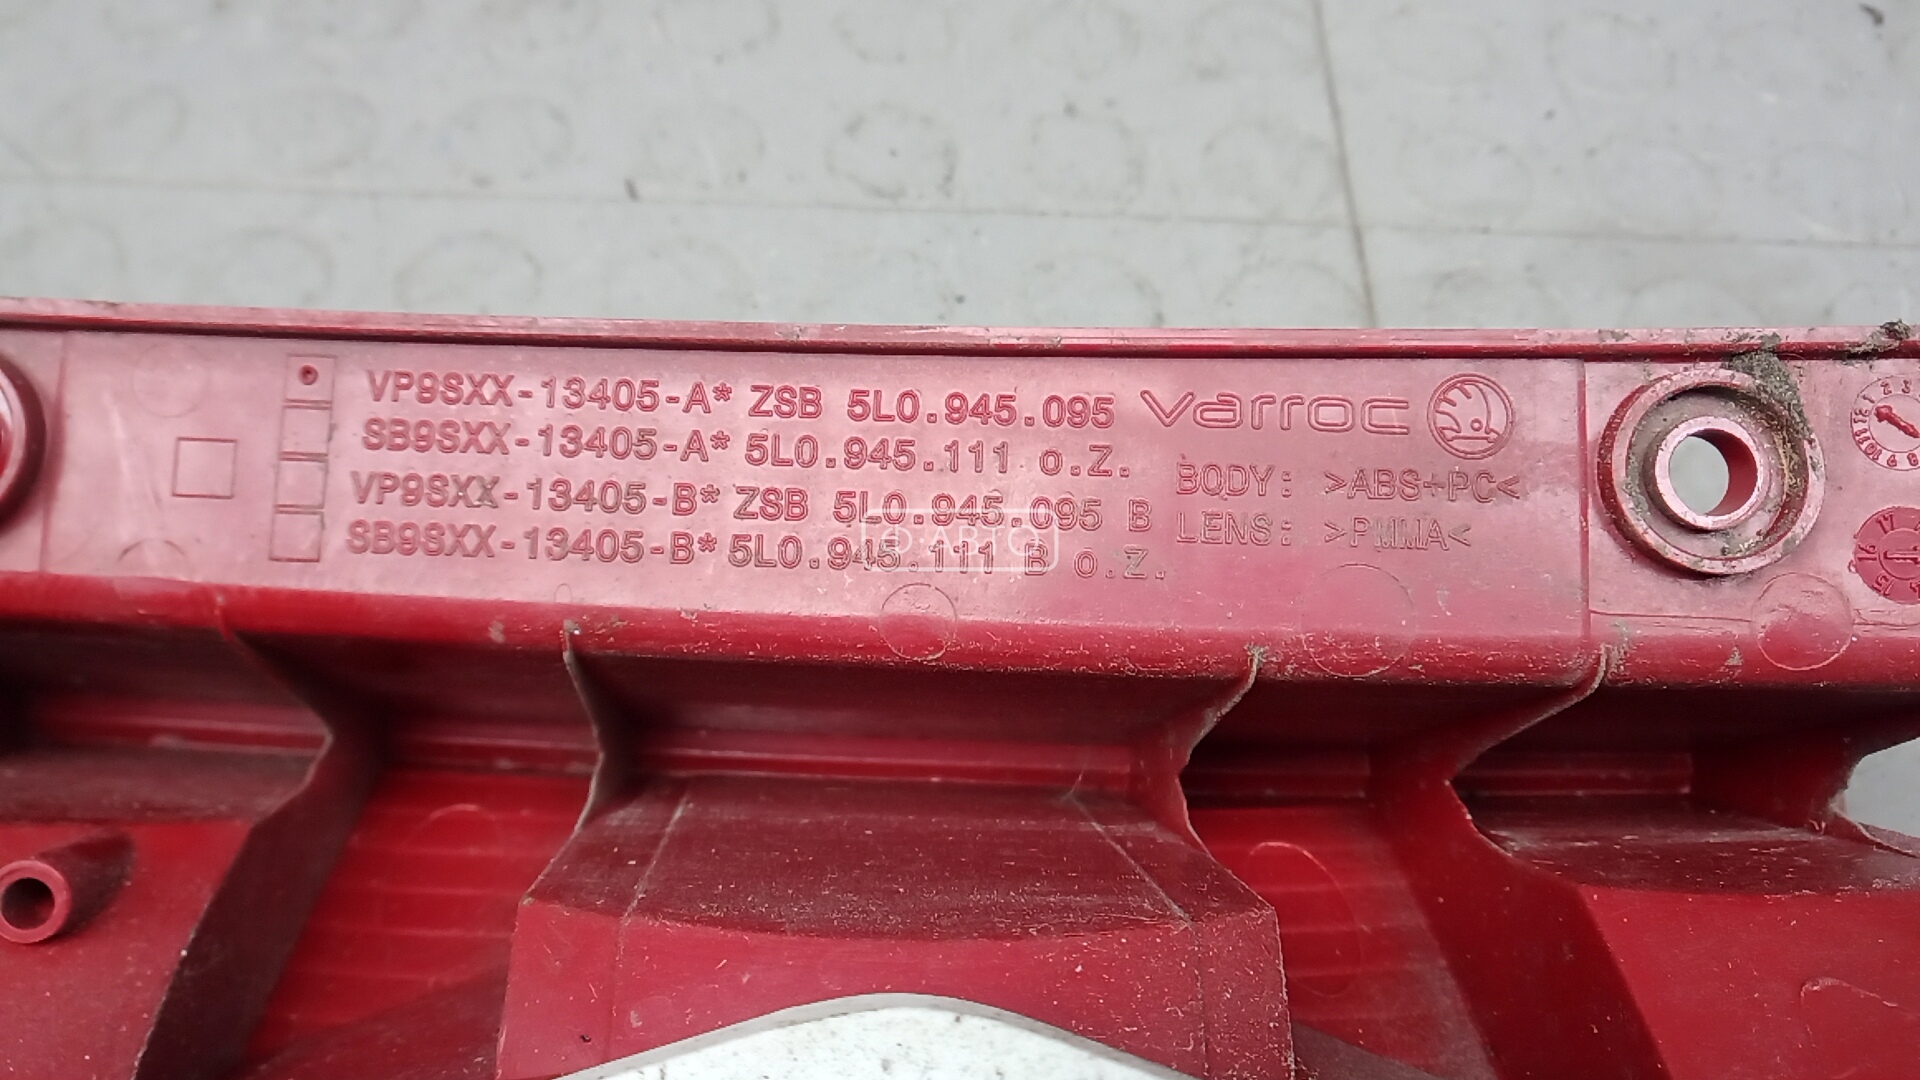 VP9SXX-13405-A* ZSB 5L0.945.095
SB9SXX-13405-A* 5L0.945.111 o.Z.
VP9SXX-13405-B* ZSB 5L0.945.095 B
SB9SXX-13405-B* 5L0.945.111 B o.Z.
varroc
BODY: >ABS+PC<
LENS: >PMMA<
АВТО